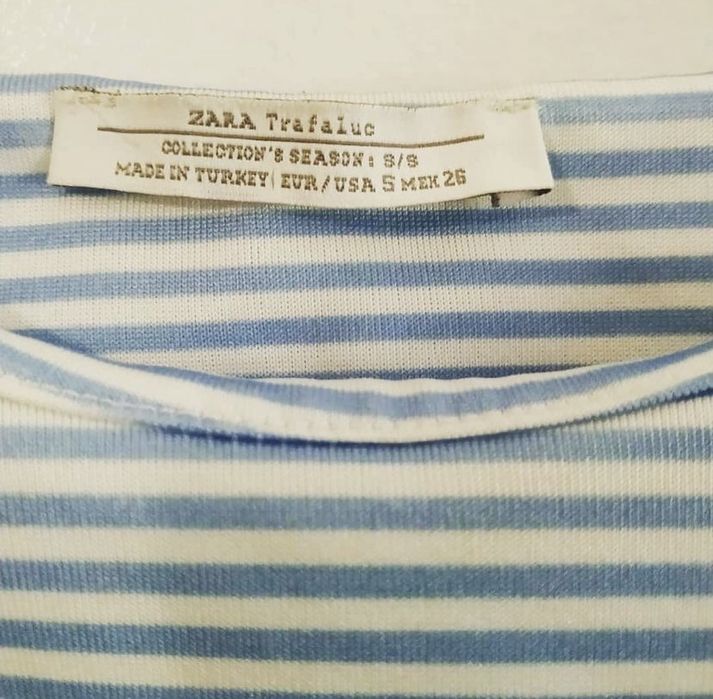 ZARA Trafaluc
COLLECTION'S SEASON: S/S
MADE IN TURKEY EUR/USA S MEX 26